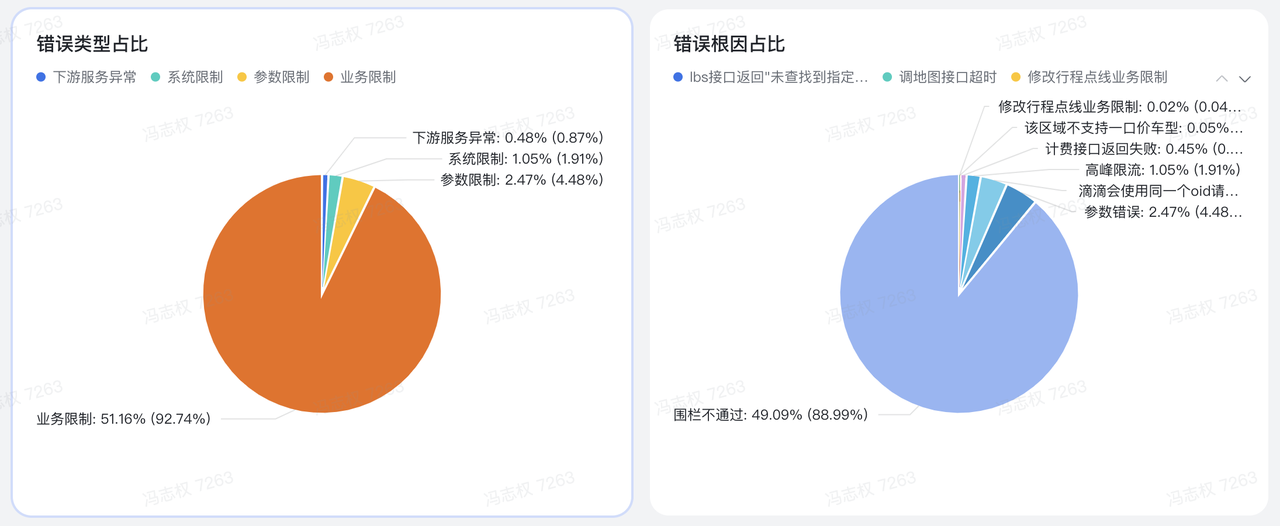 错误类型占比
下游服务异常 系统限制 参数限制 业务限制
下游服务异常: 0.48% (0.87%)
系统限制: 1.05% (1.91%)
参数限制: 2.47% (4.48%)
业务限制: 51.16% (92.74%)
错误根因占比
lbs接口返回"未查找到指定... 调地图接口超时 修改行程点线业务限制
修改行程点线业务限制: 0.02% (0.04...
该区域不支持一口价车型: 0.05%...
计费接口返回失败: 0.45% (0....
高峰限流: 1.05% (1.91%)
滴滴会使用同一个oid请...
参数错误: 2.47% (4.48...
围栏不通过: 49.09% (88.99%)
冯志权 7263